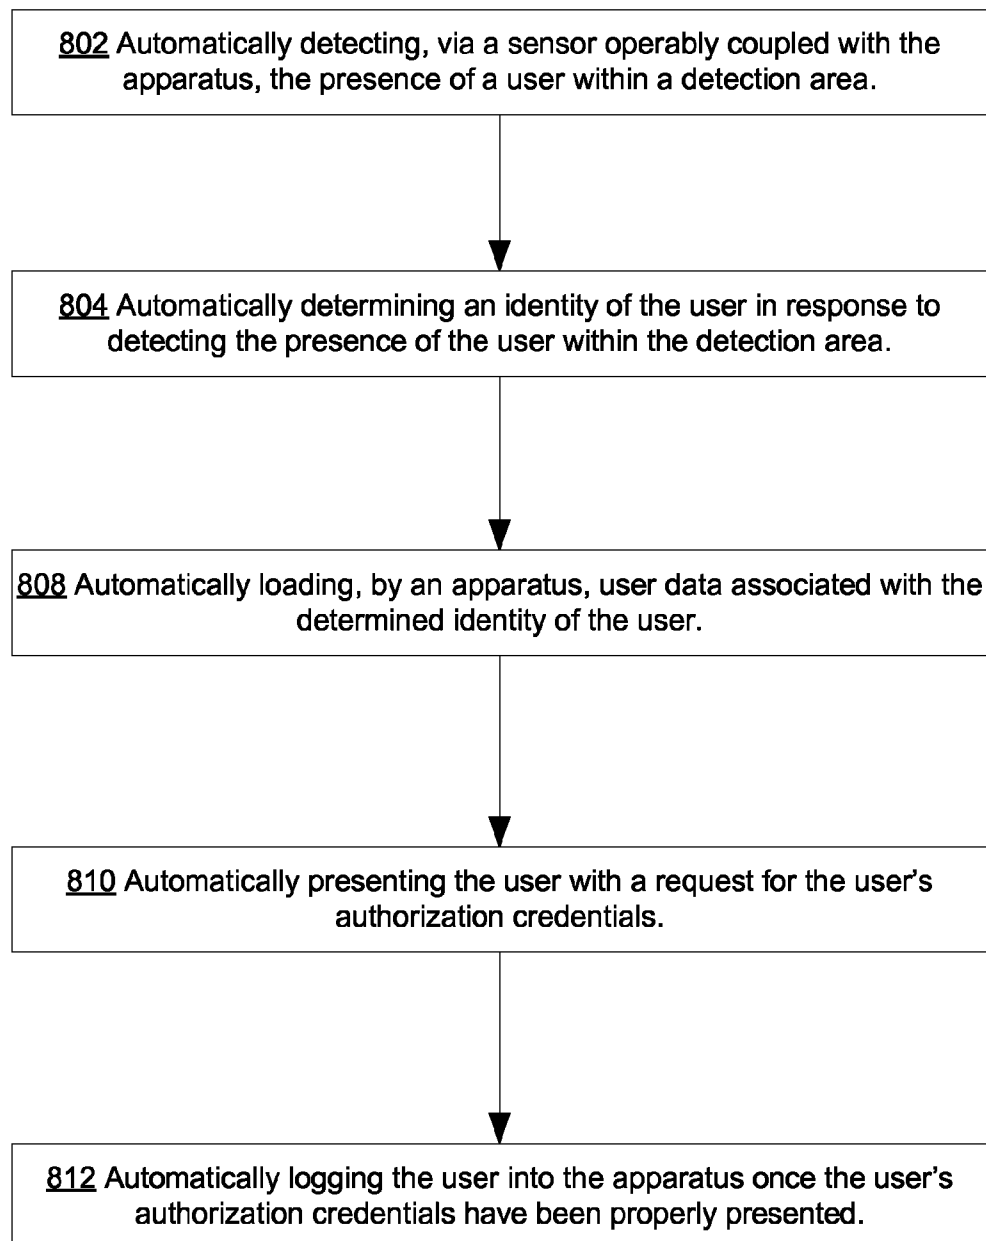 802 Automatically detecting, via a sensor operably coupled with the
apparatus, the presence of a user within a detection area.
804 Automatically determining an identity of the user in response to
detecting the presence of the user within the detection area.
808 Automatically loading, by an apparatus, user data associated with the
determined identity of the user.
810 Automatically presenting the user with a request for the user’s
authorization credentials.
812 Automatically logging the user into the apparatus once the user’s
authorization credentials have been properly presented.